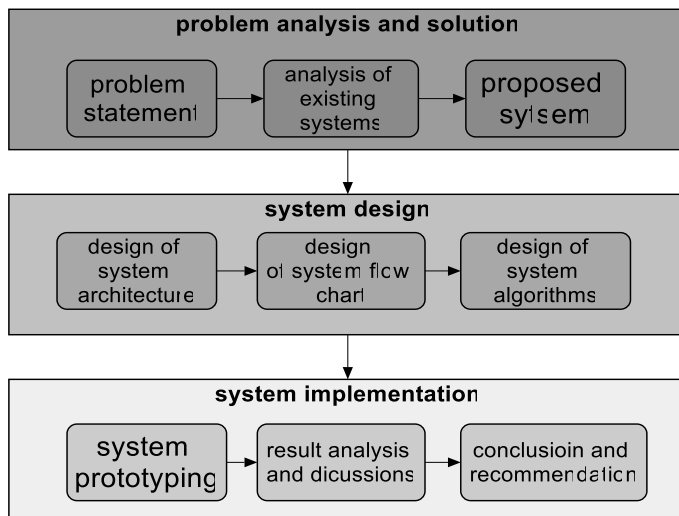 problem analysis and solution
problem
statement
analysis of
existing
systems
proposed
sytsem
system design
design of
system
architecture
design
of system flow
chart
design of
system
algorithms
system implementation
system
prototyping
result analysis
and dicussions
conclusioin and
recommendation